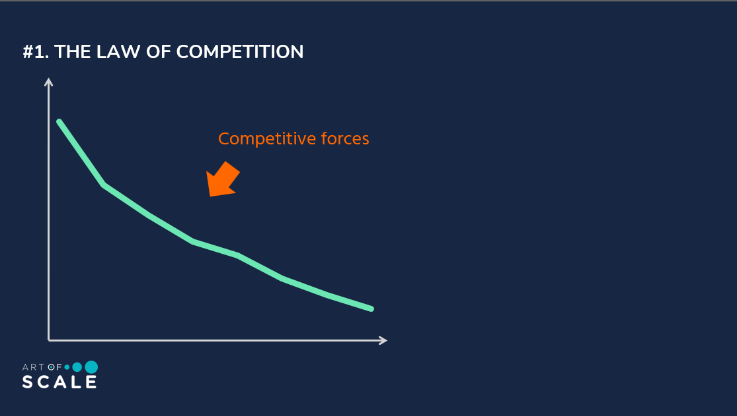 #1. THE LAW OF COMPETITION
Competitive forces
ART OF
SCALE